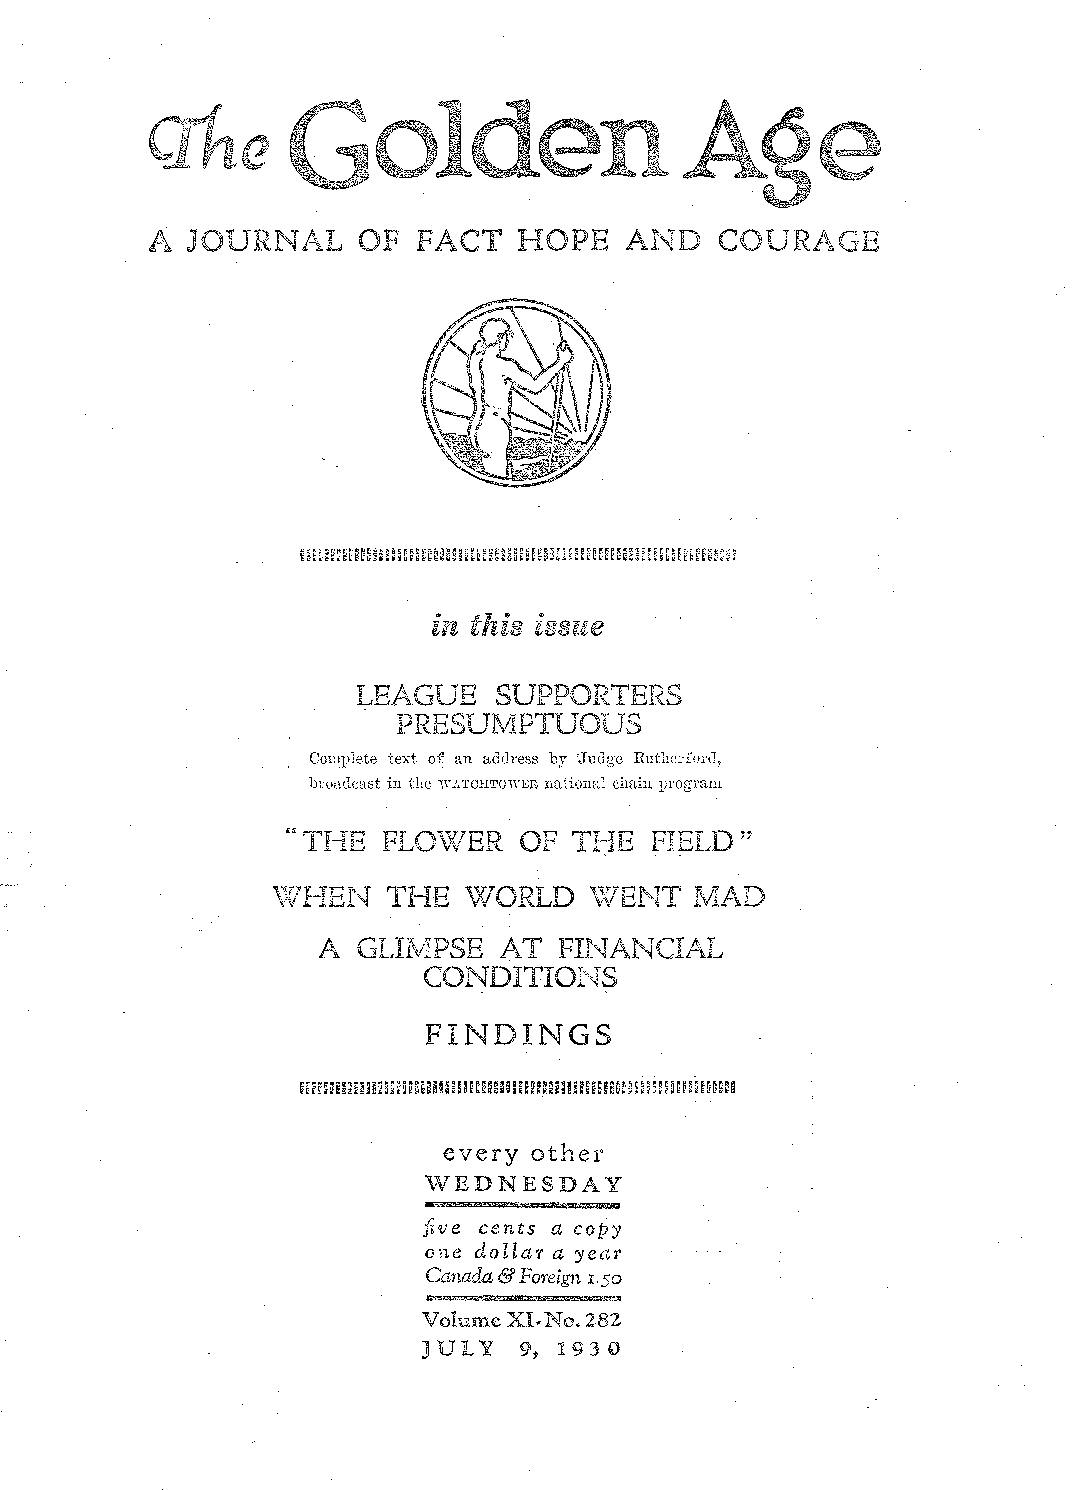 The Golden Age
A JOURNAL OF FACT HOPE AND COURAGE
in this issue
LEAGUE SUPPORTERS
PRESUMPTUOUS
Complete text of an address by Judge Rutherford,
broadcast in the WATCHTOWER national chain program
"THE FLOWER OF THE FIELD"
WHEN THE WORLD WENT MAD
A GLIMPSE AT FINANCIAL
CONDITIONS
FINDINGS
every other
WEDNESDAY
five cents a copy
one dollar a year
Canada & Foreign 1.50
Volume XI-No. 282
JULY 9, 1930